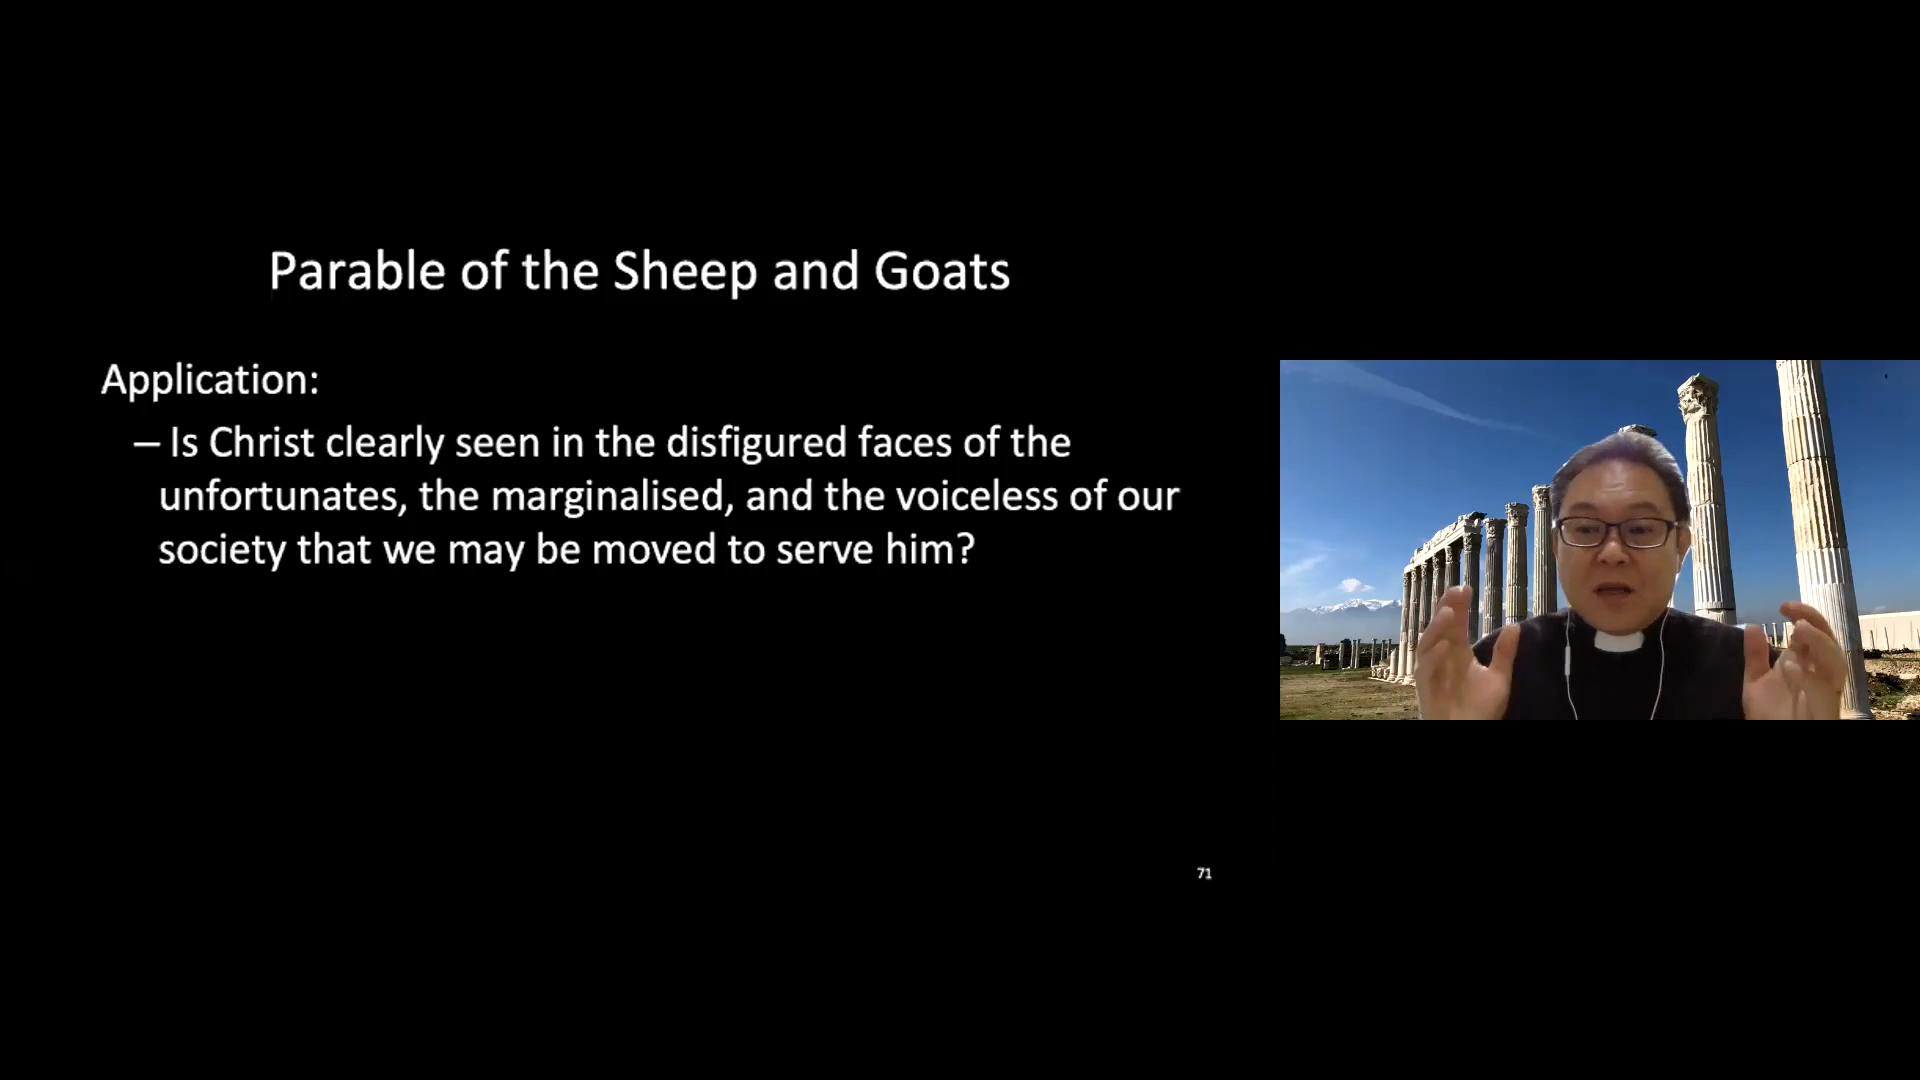 Parable of the Sheep and Goats
Application:
– Is Christ clearly seen in the disfigured faces of the
unfortunates, the marginalised, and the voiceless of our
society that we may be moved to serve him?
71